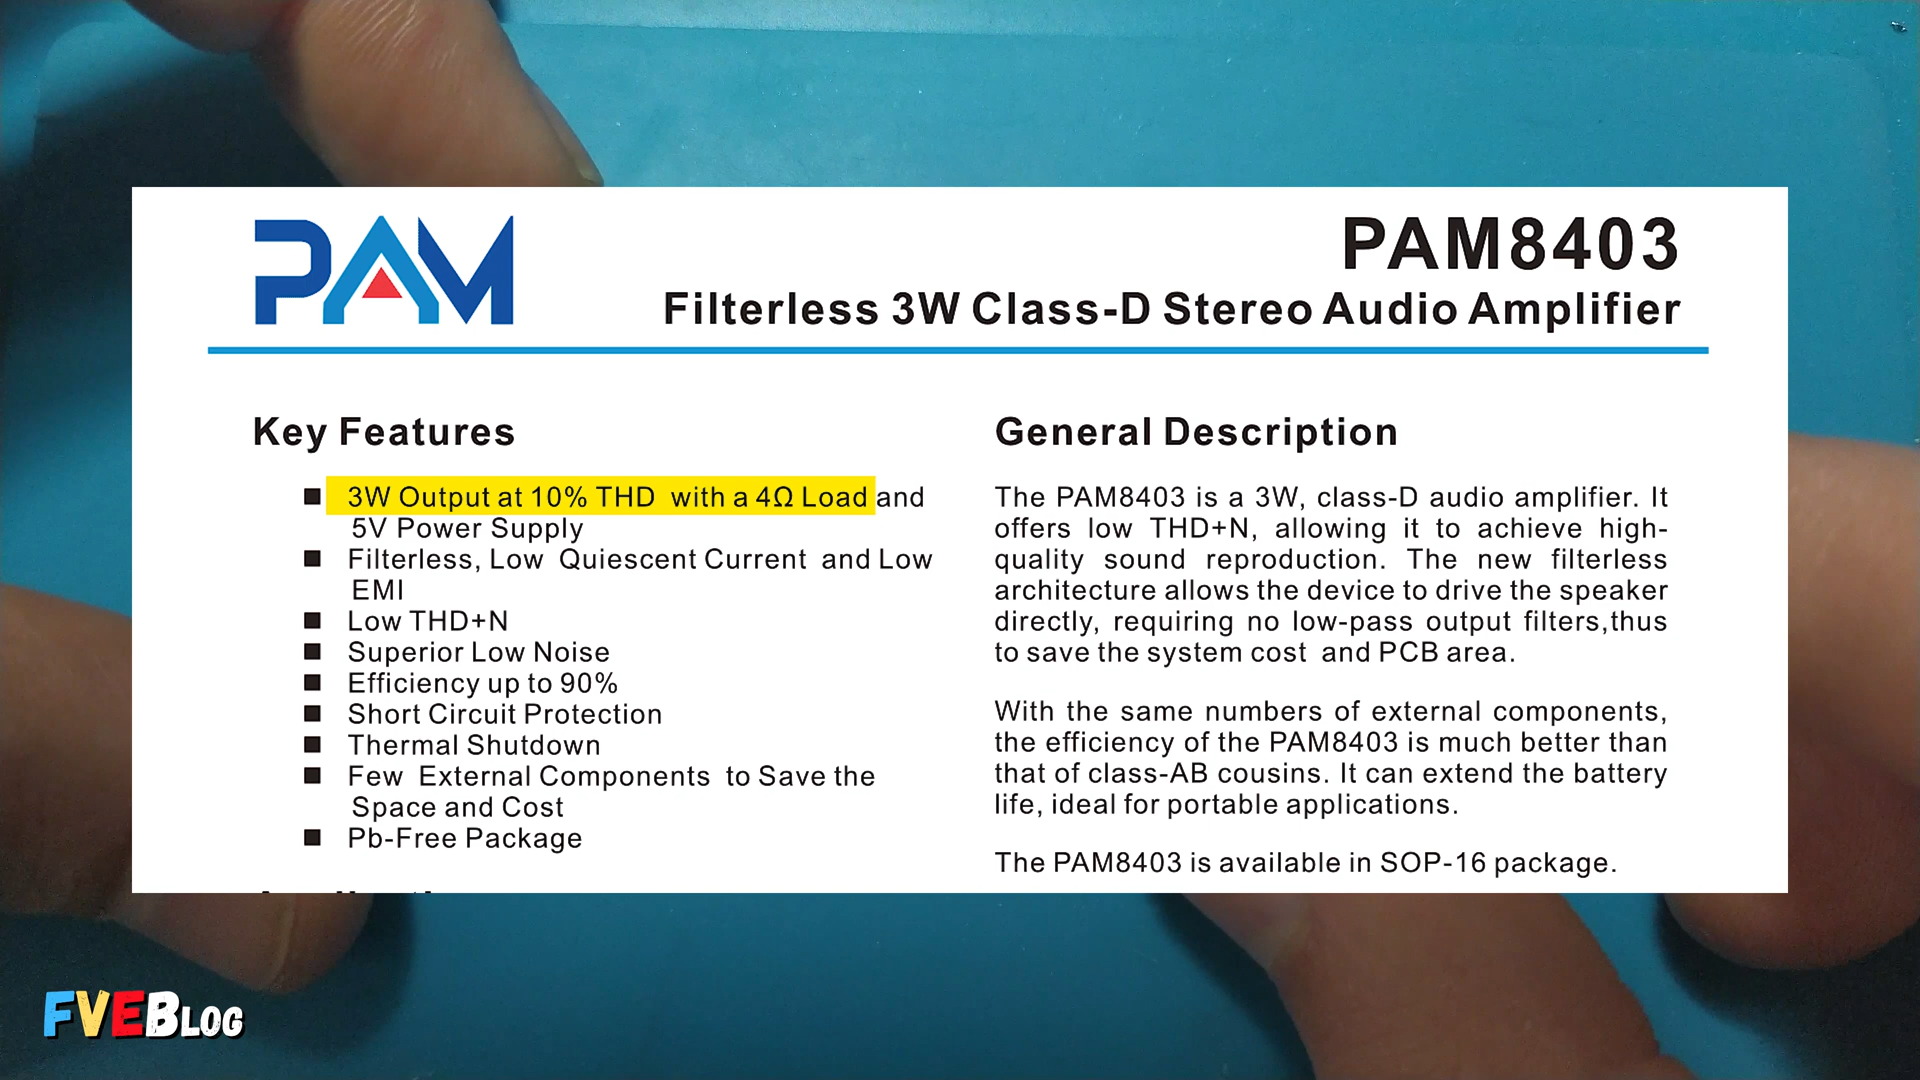 PAM
PAM8403
Filterless 3W Class-D Stereo Audio Amplifier
Key Features
■ 3W Output at 10% THD with a 4Ω Load and
5V Power Supply
■ Filterless, Low Quiescent Current and Low
EMI
■ Low THD+N
■ Superior Low Noise
■ Efficiency up to 90%
■ Short Circuit Protection
■ Thermal Shutdown
■ Few External Components to Save the
Space and Cost
■ Pb-Free Package
General Description
The PAM8403 is a 3W, class-D audio amplifier. It
offers low THD+N, allowing it to achieve high-
quality sound reproduction. The new filterless
architecture allows the device to drive the speaker
directly, requiring no low-pass output filters,thus
to save the system cost and PCB area.
With the same numbers of external components,
the efficiency of the PAM8403 is much better than
that of class-AB cousins. It can extend the battery
life, ideal for portable applications.
The PAM8403 is available in SOP-16 package.
FVEBLOG